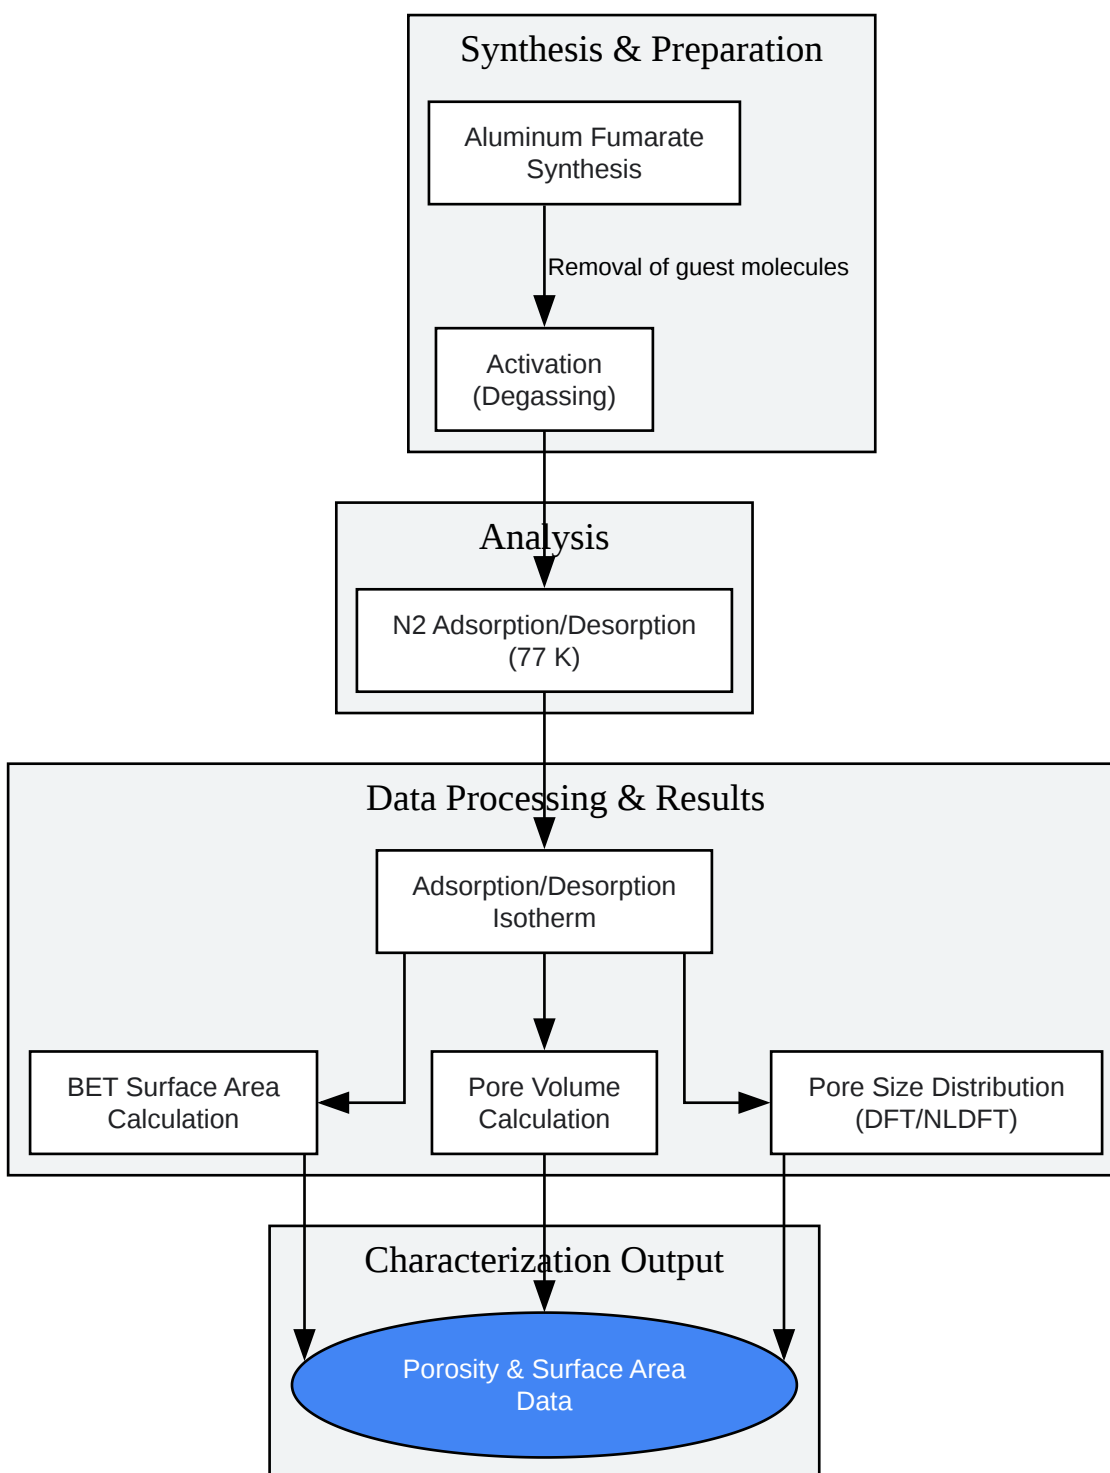 Synthesis & Preparation
Aluminum Fumarate
Synthesis
Removal of guest molecules
Activation
(Degassing)
Analysis
N2 Adsorption/Desorption
(77 K)
Data Processing & Results
Adsorption/Desorption
Isotherm
BET Surface Area
Calculation
Pore Volume
Calculation
Pore Size Distribution
(DFT/NLDFT)
Characterization Output
Porosity & Surface Area
Data